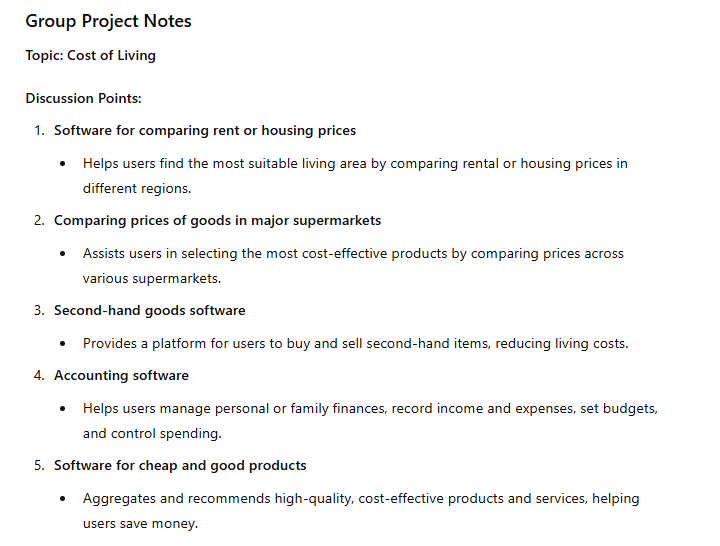 Group Project Notes
Topic: Cost of Living
Discussion Points:
1. Software for comparing rent or housing prices
• Helps users find the most suitable living area by comparing rental or housing prices in
different regions.
2. Comparing prices of goods in major supermarkets
• Assists users in selecting the most cost-effective products by comparing prices across
various supermarkets.
3. Second-hand goods software
• Provides a platform for users to buy and sell second-hand items, reducing living costs.
4. Accounting software
• Helps users manage personal or family finances, record income and expenses, set budgets,
and control spending.
5. Software for cheap and good products
• Aggregates and recommends high-quality, cost-effective products and services, helping
users save money.